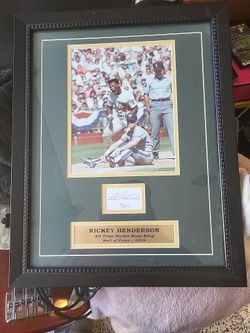 RICKEY HENDERSON
All Time Stolen Base King
Hall of Fame - 2009